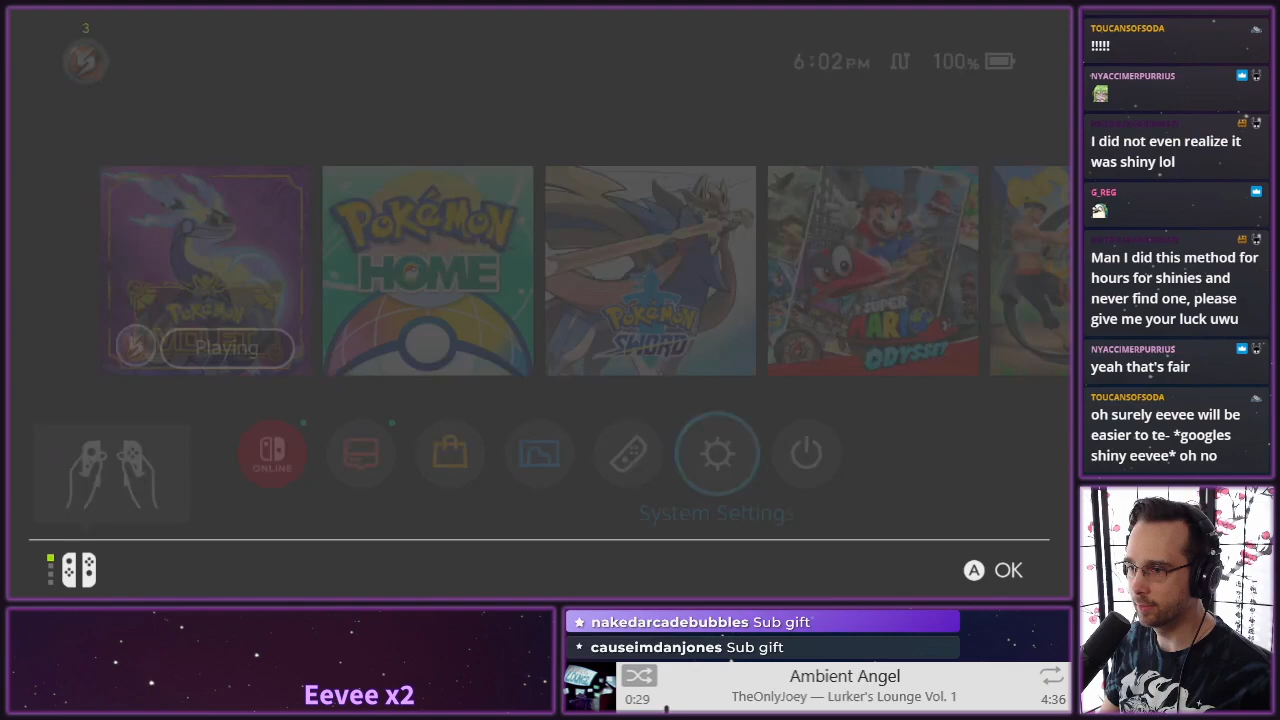 3
6:02 PM
100%
Playing
POKéMON
HOME
POKéMON
SWORD
SUPER
MARIO
ODYSSEY
ONLINE
System Settings
A OK
Eevee x2
nakedarcadebubbles Sub gift
causeimdanjones Sub gift
Ambient Angel
TheOnlyJoey — Lurker's Lounge Vol. 1
0:29
4:36
TOUCANSOFSODA
!!!!!
NYACCIMERPURRIUS
I did not even realize it
was shiny lol
G_REG
Man I did this method for
hours for shinies and
never find one, please
give me your luck uwu
NYACCIMERPURRIUS
yeah that's fair
TOUCANSOFSODA
oh surely eevee will be
easier to te- *googles
shiny eevee* oh no